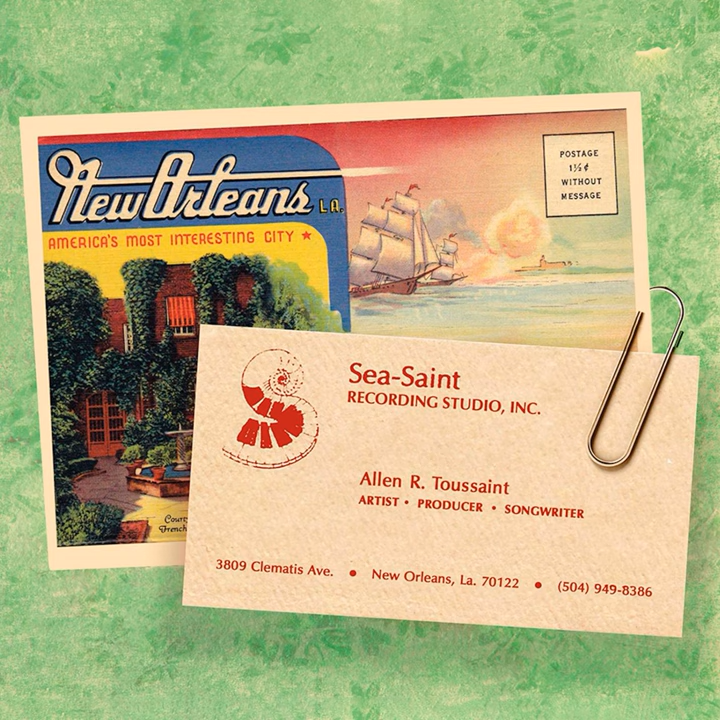 New Orleans LA.
AMERICA'S MOST INTERESTING CITY ★
POSTAGE
1½¢
WITHOUT
MESSAGE
Sea-Saint
RECORDING STUDIO, INC.
Allen R. Toussaint
ARTIST • PRODUCER • SONGWRITER
3809 Clematis Ave. • New Orleans, La. 70122 • (504) 949-8386